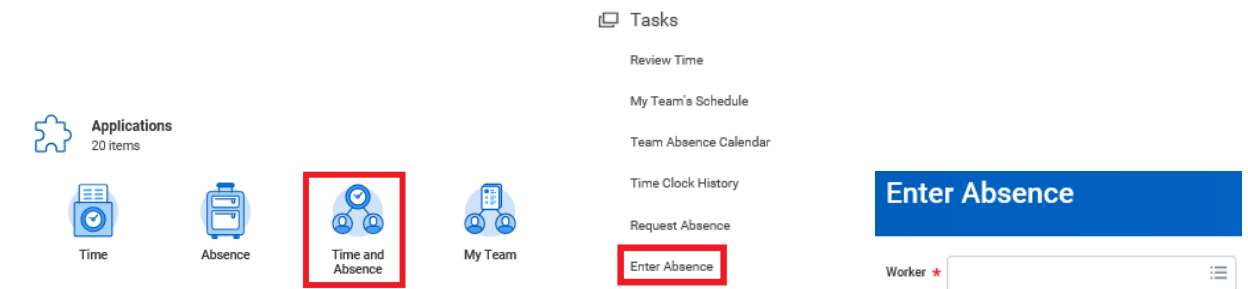 Applications
20 items
Time
Absence
Time and
Absence
My Team
Tasks
Review Time
My Team's Schedule
Team Absence Calendar
Time Clock History
Request Absence
Enter Absence
Enter Absence
Worker *